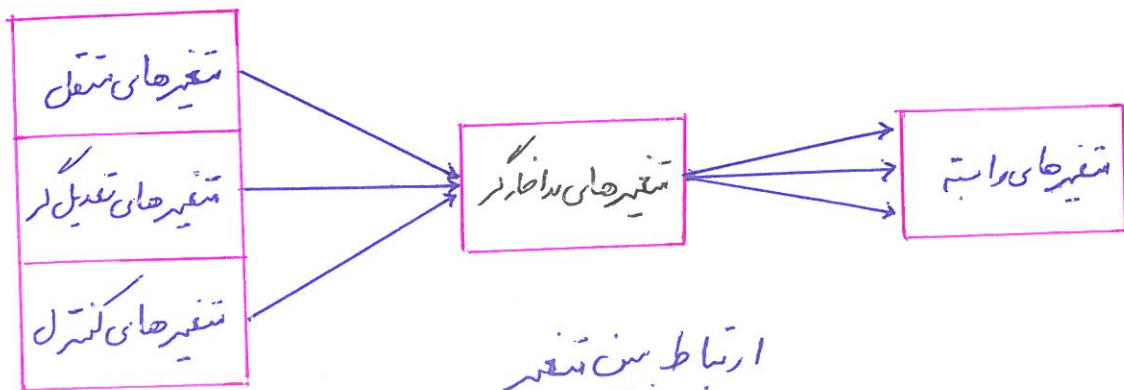 متغیرهای مستقل
متغیرهای تعدیل گر
متغیرهای کنترل
متغیرهای مداخله گر
متغیرهای وابسته
ارتباط بین متغیر